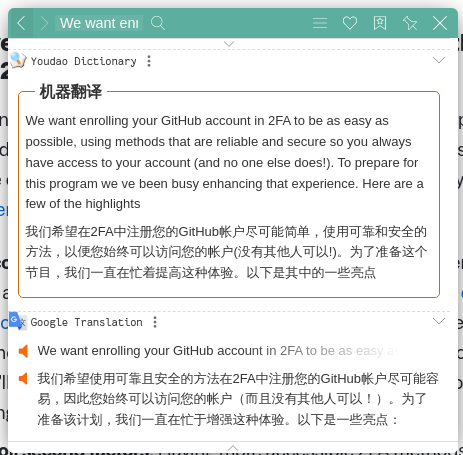 We want enr
Youdao Dictionary
机器翻译
We want enrolling your GitHub account in 2FA to be as easy as
possible, using methods that are reliable and secure so you always
have access to your account (and no one else does!). To prepare for
this program we ve been busy enhancing that experience. Here are a
few of the highlights
我们希望在2FA中注册您的GitHub帐户尽可能简单，使用可靠和安全的
方法，以便您始终可以访问您的帐户(没有其他人可以!)。为了准备这个
节目，我们一直在忙着提高这种体验。以下是其中的一些亮点
Google Translation
We want enrolling your GitHub account in 2FA to be as easy a
我们希望使用可靠且安全的方法在2FA中注册您的GitHub帐户尽可能容
易，因此您始终可以访问您的帐户（而且没有其他人可以！）。为了
准备该计划，我们一直在忙于增强这种体验。以下是一些亮点：